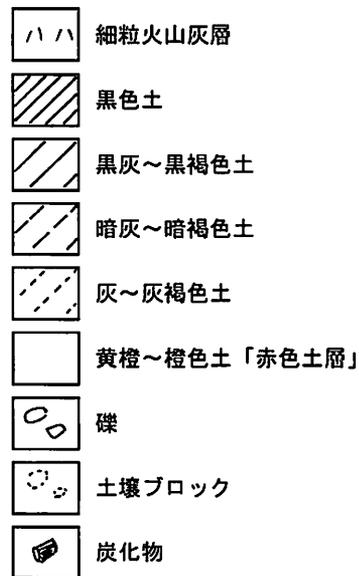 細粒火山灰層
黒色土
黒灰～黒褐色土
暗灰～暗褐色土
灰～灰褐色土
黄橙～橙色土「赤色土層」
礫
土壌ブロック
炭化物